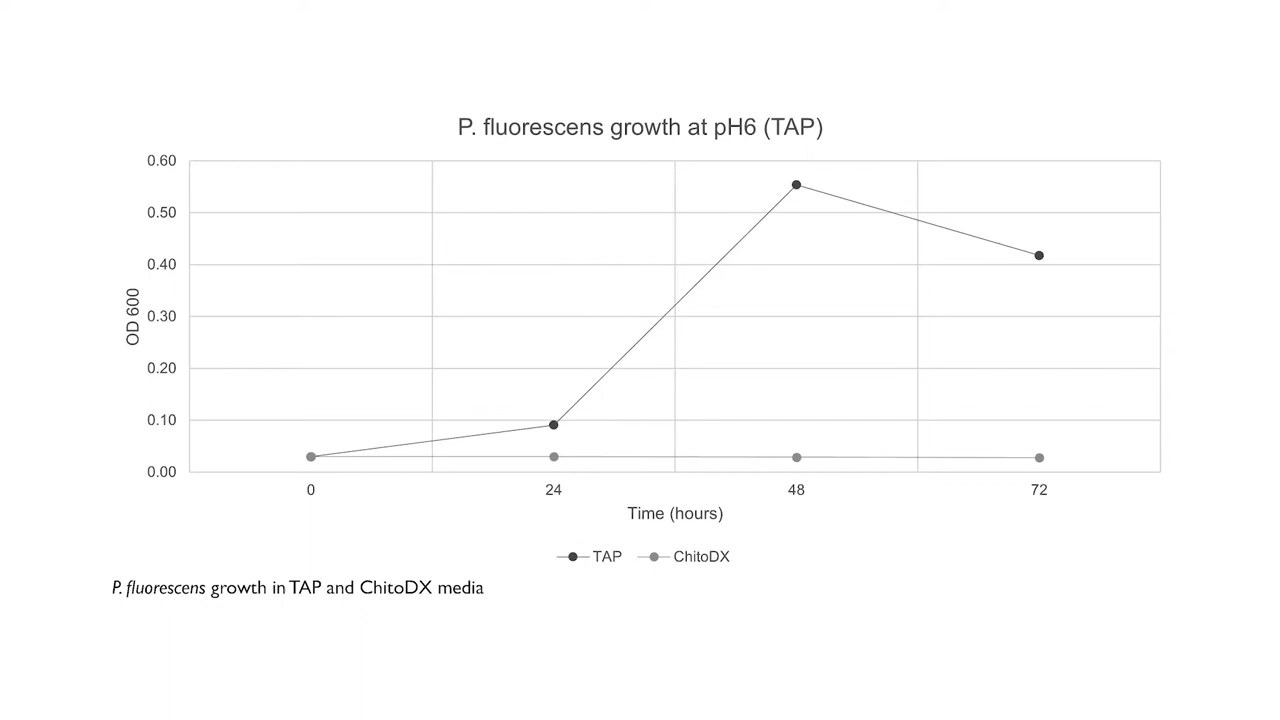 P. fluorescens growth at pH6 (TAP)
0.60
0.50
0.40
0.30
0.20
0.10
0.00
OD 600
0 24 48 72
Time (hours)
TAP ChitoDX
P. fluorescens growth in TAP and ChitoDX media